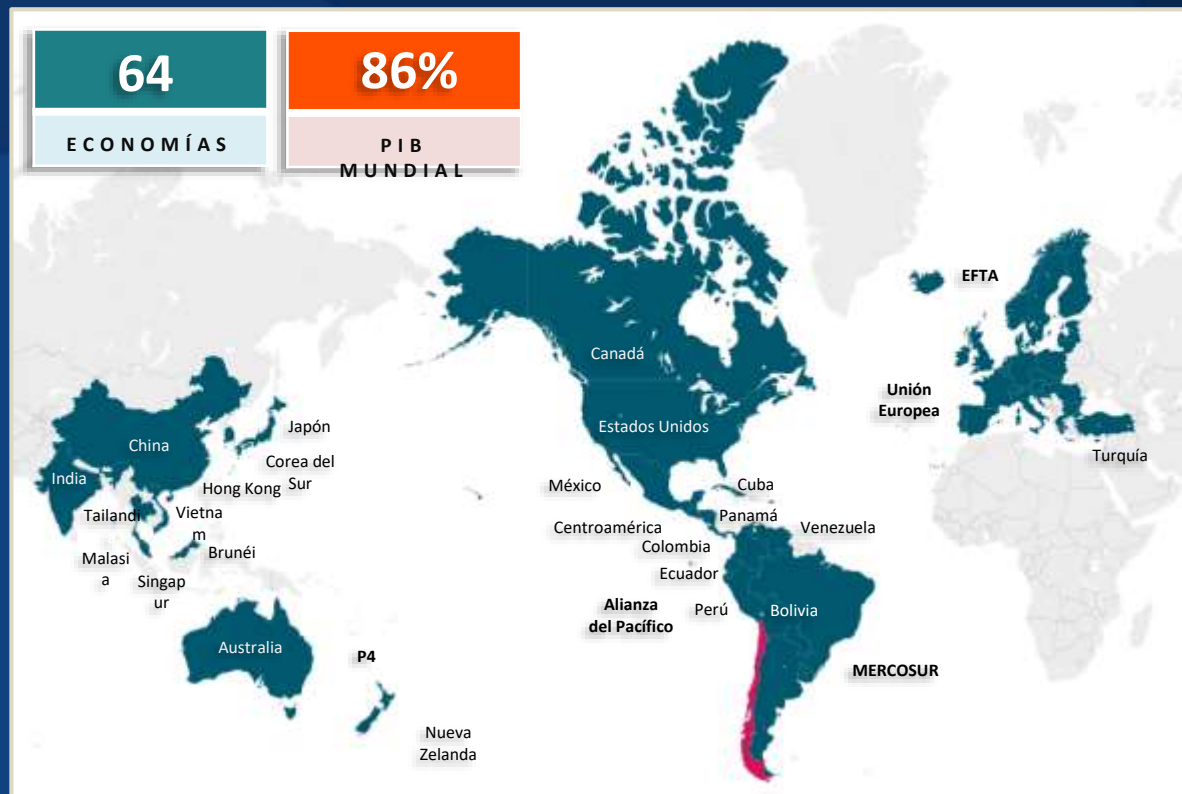 64
ECONOMÍAS
86%
PIB
MUNDIAL
EFTA
Canadá
Unión
Europea
Estados Unidos
Turquía
Japón
China
Corea del
Sur
India
Hong Kong
Tailandi
Vietna
m
Brunéi
Malasi
a
Singap
ur
México
Cuba
Centroamérica
Panamá
Venezuela
Colombia
Ecuador
Alianza
del Pacífico
Perú
Bolivia
Australia
P4
MERCOSUR
Nueva
Zelanda